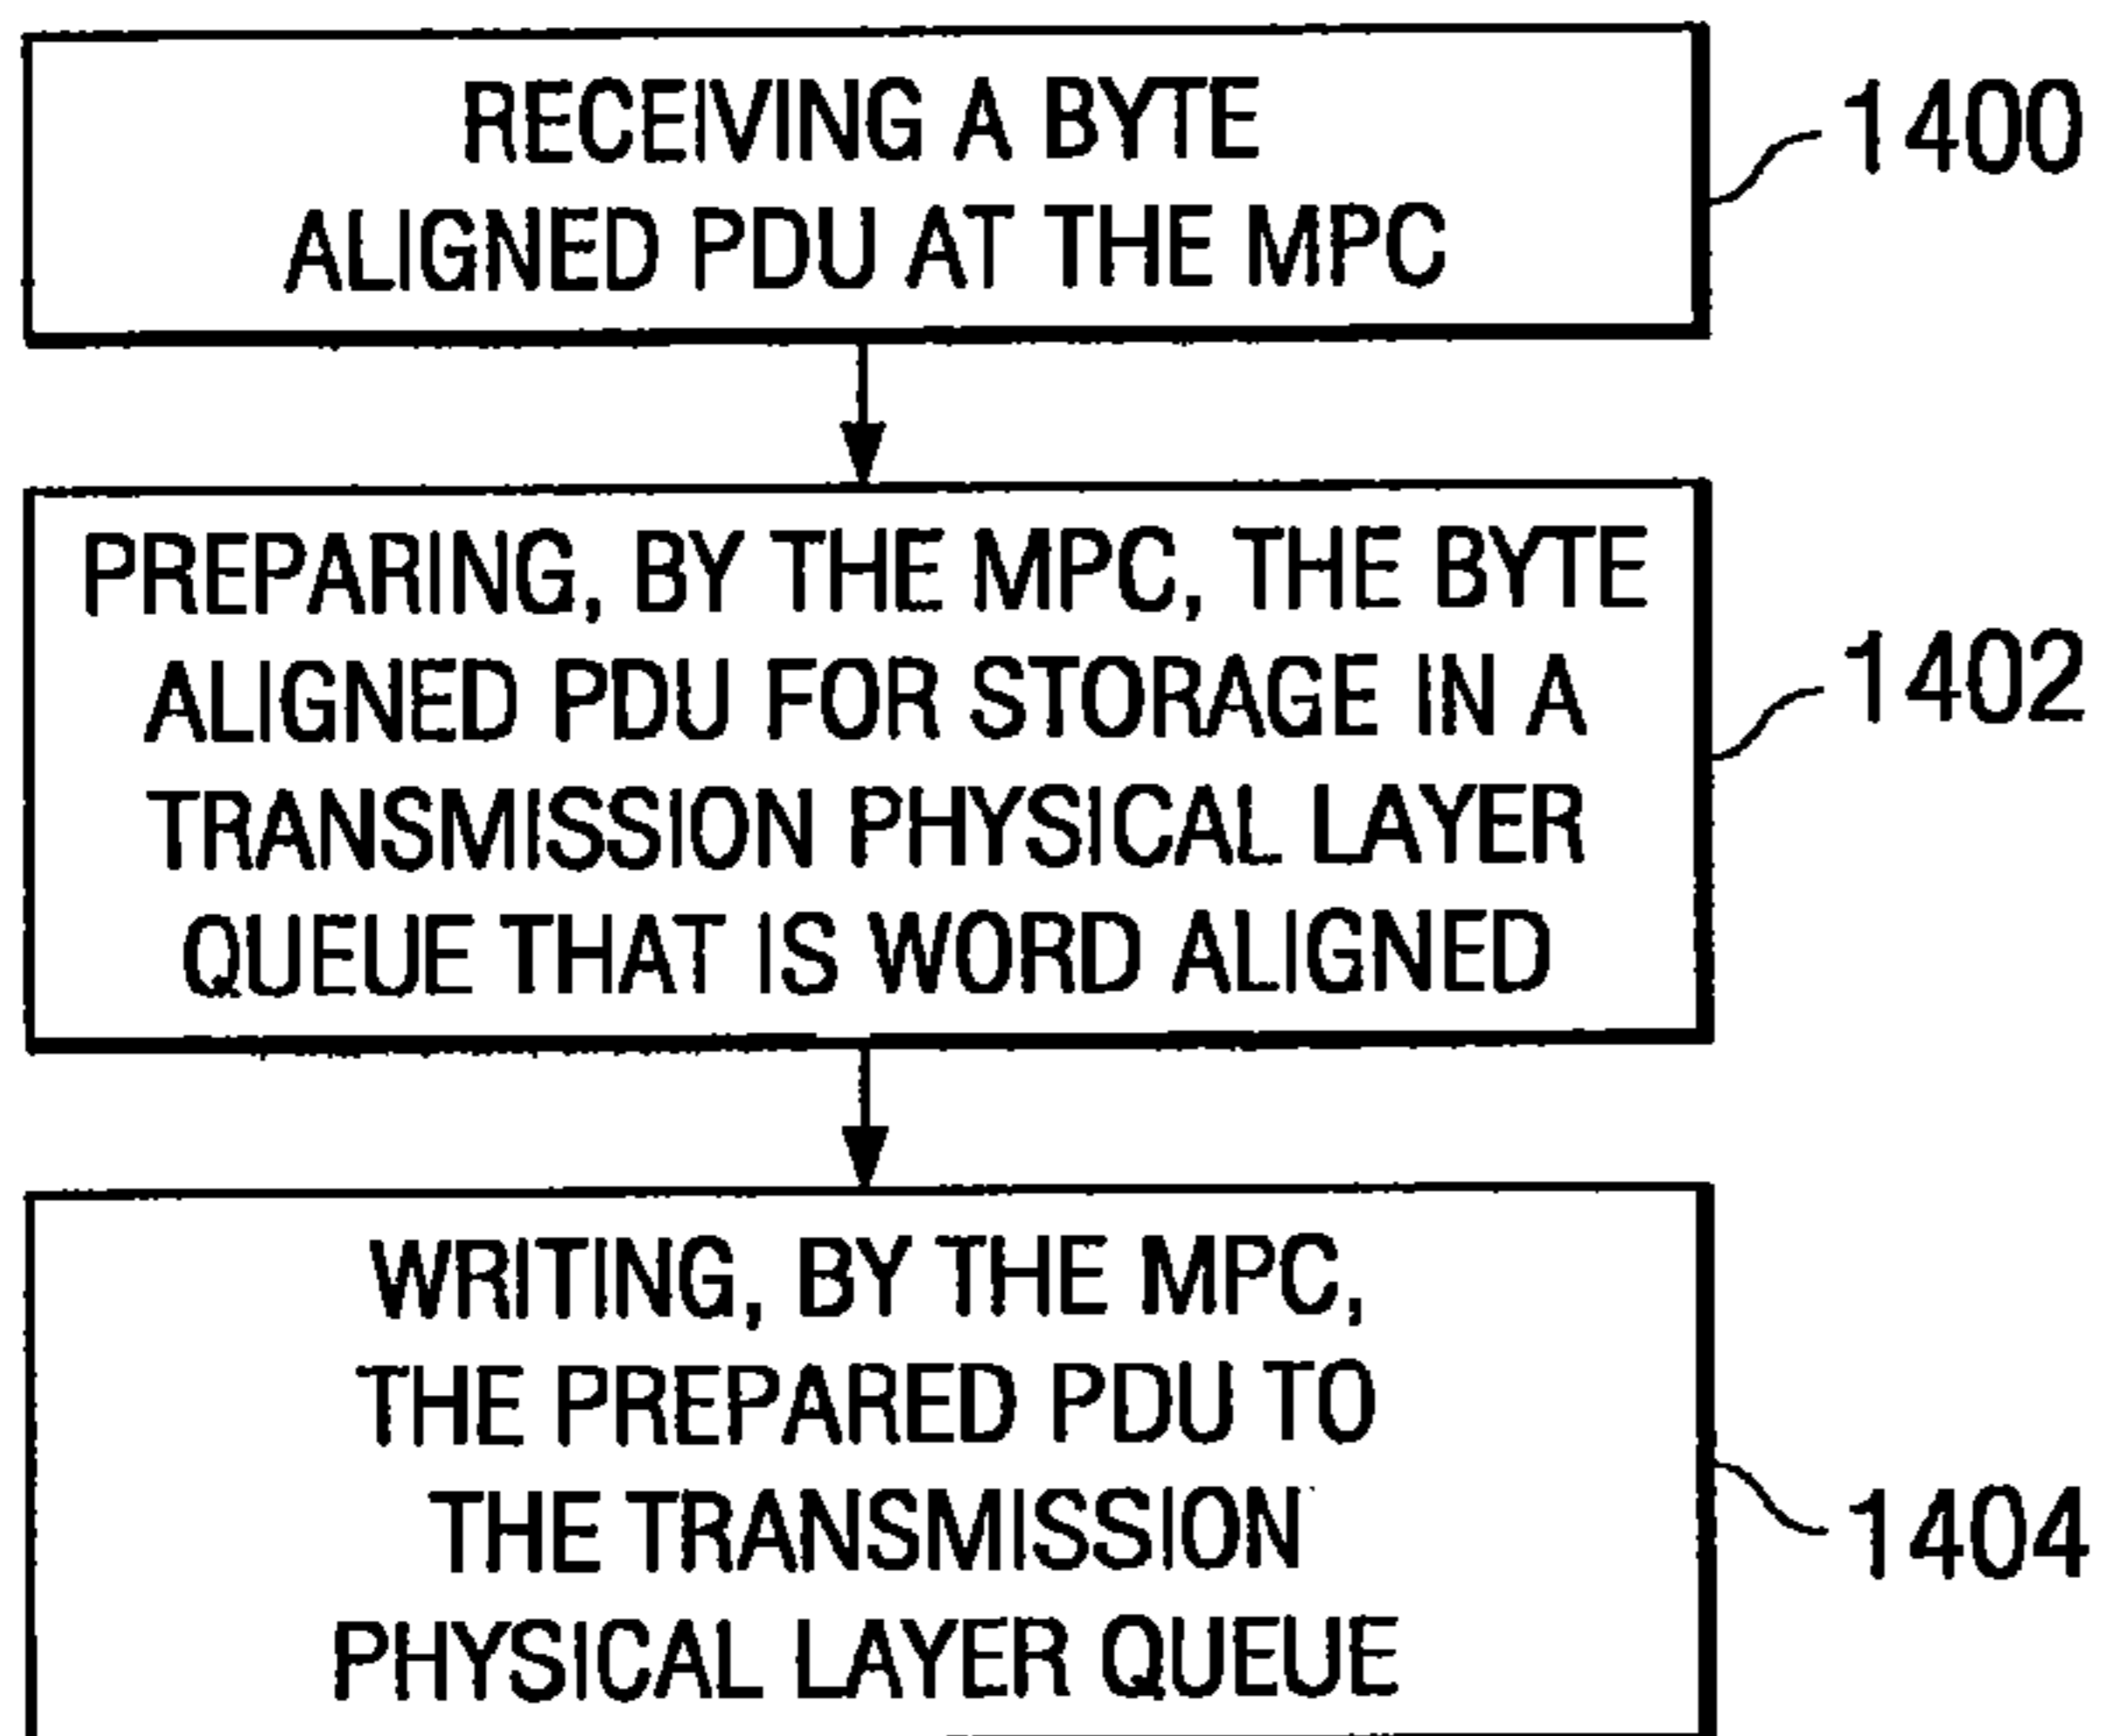 RECEIVING A BYTE
ALIGNED PDU AT THE MPC
1400
PREPARING, BY THE MPC, THE BYTE
ALIGNED PDU FOR STORAGE IN A
TRANSMISSION PHYSICAL LAYER
QUEUE THAT IS WORD ALIGNED
1402
WRITING, BY THE MPC,
THE PREPARED PDU TO
THE TRANSMISSION
PHYSICAL LAYER QUEUE
1404